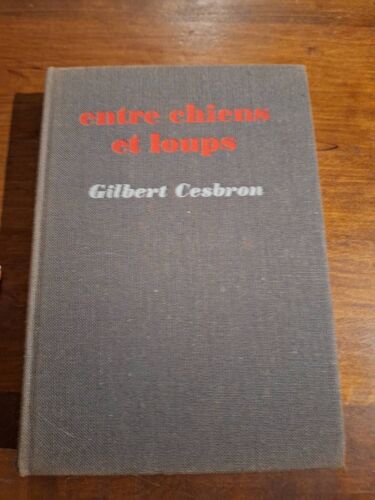 entre chiens
et loups
Gilbert Cesbron